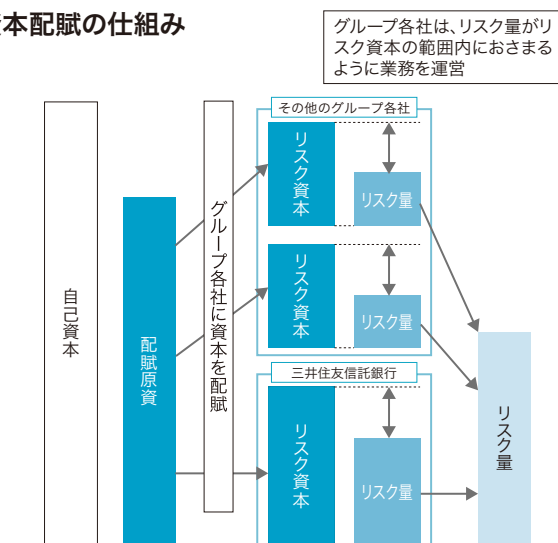 本配賦の仕組み
グループ各社は、リスク量がリ
スク資本の範囲内におさまる
ように業務を運営
自己資本
配賦原資
グループ各社に資本を配賦
その他のグループ各社
リスク資本
リスク量
リスク資本
リスク量
三井住友信託銀行
リスク資本
リスク量
リスク量